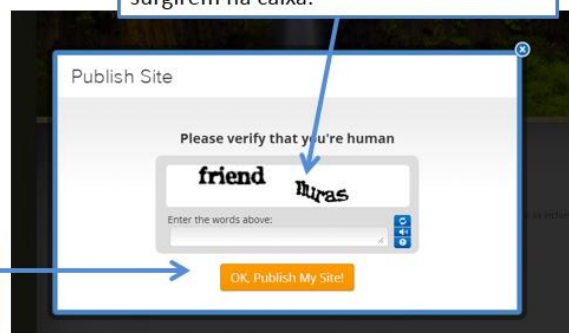 surgirem na caixa.
Publish Site
Please verify that you're human
friend
Enter the words above:
OK, Publish My Site!